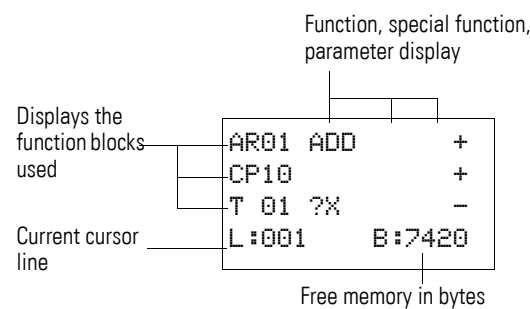 Function, special function,
parameter display
Displays the
function blocks
used
AR01 ADD +
CP10 +
T 01 ?X -
L:001 B:7420
Current cursor
line
Free memory in bytes